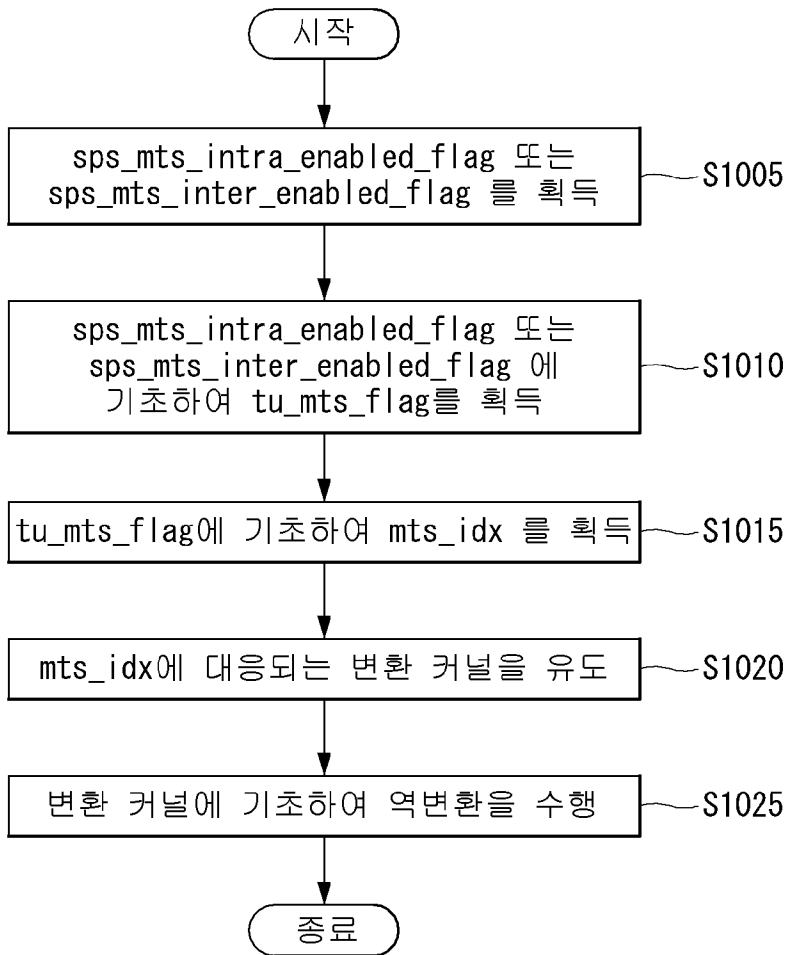 시작
sps_mts_intra_enabled_flag 또는
sps_mts_inter_enabled_flag 를 획득
S1005
sps_mts_intra_enabled_flag 또는
sps_mts_inter_enabled_flag 에
기초하여 tu_mts_flag를 획득
S1010
tu_mts_flag에 기초하여 mts_idx 를 획득
S1015
mts_idx에 대응되는 변환 커널을 유도
S1020
변환 커널에 기초하여 역변환을 수행
S1025
종료